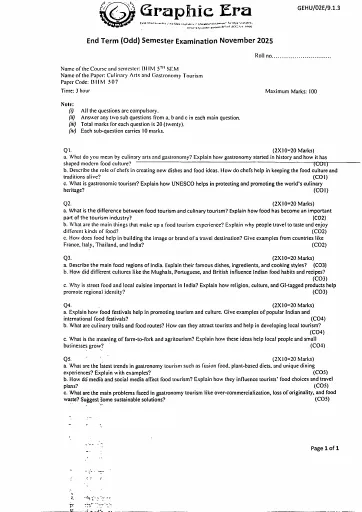 Graphic Era
GEHU/02E/9.1.3
End Term (Odd) Semester Examination November 2025
Roll no.......................
Name of the Course and semester: BHM 5TH SEM
Name of the Paper: Culinary Arts and Gastronomy Tourism
Paper Code: BHM 507
Time: 3 hour
Maximum Marks: 100
Note:
(i) All the questions are compulsory.
(ii) Answer any two sub questions from a, b and c in each main question.
(iii) Total marks for each question is 20 (twenty).
(iv) Each sub-question carries 10 marks.
Q1. (2X10=20 Marks)
a. What do you mean by culinary arts and gastronomy? Explain how gastronomy started in history and how it has
shaped modern food culture? (CO1)
b. Describe the role of chefs in creating new dishes and food ideas. How do chefs help in keeping the food culture and
traditions alive? (CO1)
c. What is gastronomic tourism? Explain how UNESCO helps in protecting and promoting the world's culinary
heritage? (CO1)
Q2. (2X10=20 Marks)
a. What is the difference between food tourism and culinary tourism? Explain how food has become an important
part of the tourism industry? (CO2)
b. What are the main things that make up a food tourism experience? Explain why people travel to taste and enjoy
different kinds of food? (CO2)
c. How does food help in building the image or brand of a travel destination? Give examples from countries like
France, Italy, Thailand, and India? (CO2)
Q3. (2X10=20 Marks)
a. Describe the main food regions of India. Explain their famous dishes, ingredients, and cooking styles? (CO3)
b. How did different cultures like the Mughals, Portuguese, and British influence Indian food habits and recipes?
(CO3)
c. Why is street food and local cuisine important in India? Explain how religion, culture, and GI-tagged products help
promote regional identity? (CO3)
Q4. (2X10=20 Marks)
a. Explain how food festivals help in promoting tourism and culture. Give examples of popular Indian and
international food festivals? (CO4)
b. What are culinary trails and food routes? How can they attract tourists and help in developing local tourism?
(CO4)
c. What is the meaning of farm-to-fork and agritourism? Explain how these ideas help local people and small
businesses grow? (CO4)
Q5. (2X10=20 Marks)
a. What are the latest trends in gastronomy tourism such as fusion food, plant-based diets, and unique dining
experiences? Explain with examples? (CO5)
b. How do media and social media affect food tourism? Explain how they influence tourists' food choices and travel
plans? (CO5)
c. What are the main problems faced in gastronomy tourism like over-commercialization, loss of originality, and food
waste? Suggest some sustainable solutions? (CO5)
Page 1 of 1